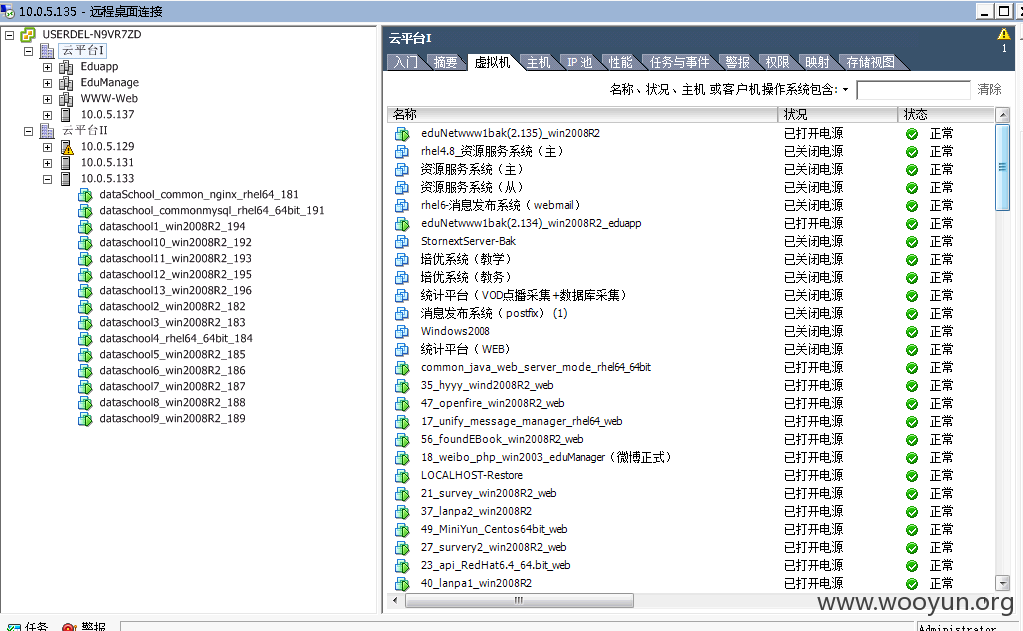 10.0.5.135 - 远程桌面连接
USERDEL-N9VR7ZD
云平台I
Eduapp
EduManage
WWW-Web
10.0.5.137
云平台II
10.0.5.129
10.0.5.131
10.0.5.133
dataSchool_common_nginx_rhel64_181
dataschool_commonmysql_rhel64_64bit_191
dataschool1_win2008R2_194
dataschool10_win2008R2_192
dataschool11_win2008R2_193
dataschool12_win2008R2_195
dataschool13_win2008R2_196
dataschool2_win2008R2_182
dataschool3_win2008R2_183
dataschool4_rhel64_64bit_184
dataschool5_win2008R2_185
dataschool6_win2008R2_186
dataschool7_win2008R2_187
dataschool8_win2008R2_188
dataschool9_win2008R2_189
云平台I
1
入门 摘要 虚拟机 主机 IP 池 性能 任务与事件 警报 权限 映射 存储视图
名称、状况、主机 或客户机操作系统包含: 清除
名称 状况 状态
eduNetwww1bak(2.135)_win2008R2 已打开电源 正常
rhel4.8_资源服务系统（主） 已关闭电源 正常
资源服务系统（主） 已关闭电源 正常
资源服务系统（从） 已关闭电源 正常
rhel6-消息发布系统（webmail） 已关闭电源 正常
eduNetwww1bak(2.134)_win2008R2_eduapp 已打开电源 正常
StornextServer-Bak 已关闭电源 正常
培优系统（教学） 已关闭电源 正常
培优系统（教务） 已关闭电源 正常
统计平台（VOD点播采集+数据库采集） 已关闭电源 正常
消息发布系统（postfix） (1) 已关闭电源 正常
Windows2008 已关闭电源 正常
统计平台（WEB） 已关闭电源 正常
common_java_web_server_mode_rhel64_64bit 已打开电源 正常
35_hyyy_wind2008R2_web 已打开电源 正常
47_openfire_win2008R2_web 已打开电源 正常
17_unify_message_manager_rhel64_web 已打开电源 正常
56_foundEBook_win2008R2_web 已打开电源 正常
18_weibo_php_win2003_eduManager（微博正式） 已打开电源 正常
LOCALHOST-Restore 已打开电源 正常
21_survey_win2008R2_web 已打开电源 正常
37_lanpa2_win2008R2 已打开电源 正常
49_MiniYun_Centos64bit_web 已打开电源 正常
27_survery2_win2008R2_web 已打开电源 正常
23_api_RedHat6.4_64.bit_web 已打开电源 正常
40_lanpa1_win2008R2 已打开电源 正常
www.wooyun.org
任务 警报 Administrator